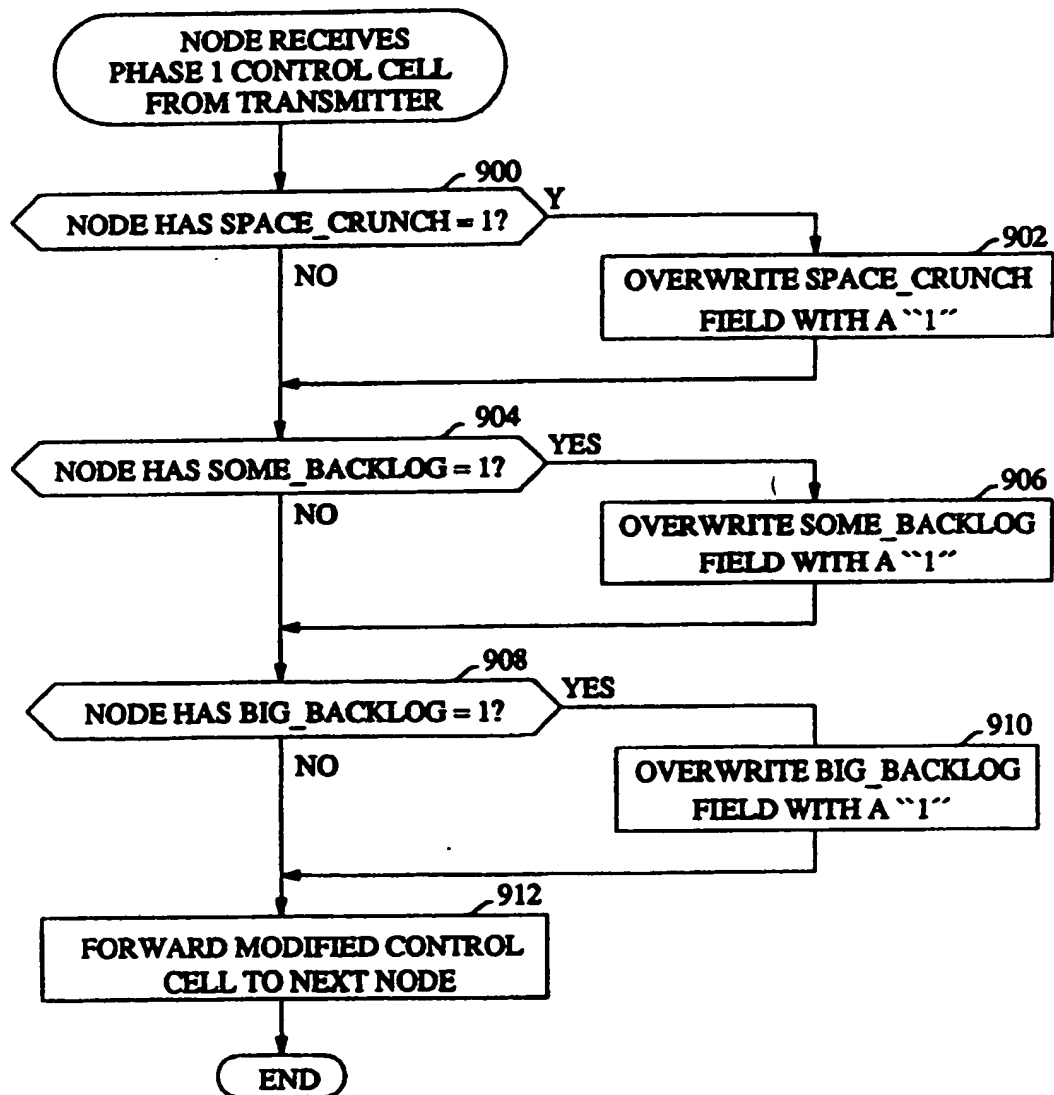 NODE RECEIVES
PHASE 1 CONTROL CELL
FROM TRANSMITTER
900
NODE HAS SPACE_CRUNCH = 1?
Y
NO
902
OVERWRITE SPACE_CRUNCH
FIELD WITH A ``1´´
904
NODE HAS SOME_BACKLOG = 1?
YES
NO
906
OVERWRITE SOME_BACKLOG
FIELD WITH A ``1´´
908
NODE HAS BIG_BACKLOG = 1?
YES
NO
910
OVERWRITE BIG_BACKLOG
FIELD WITH A ``1´´
912
FORWARD MODIFIED CONTROL
CELL TO NEXT NODE
END